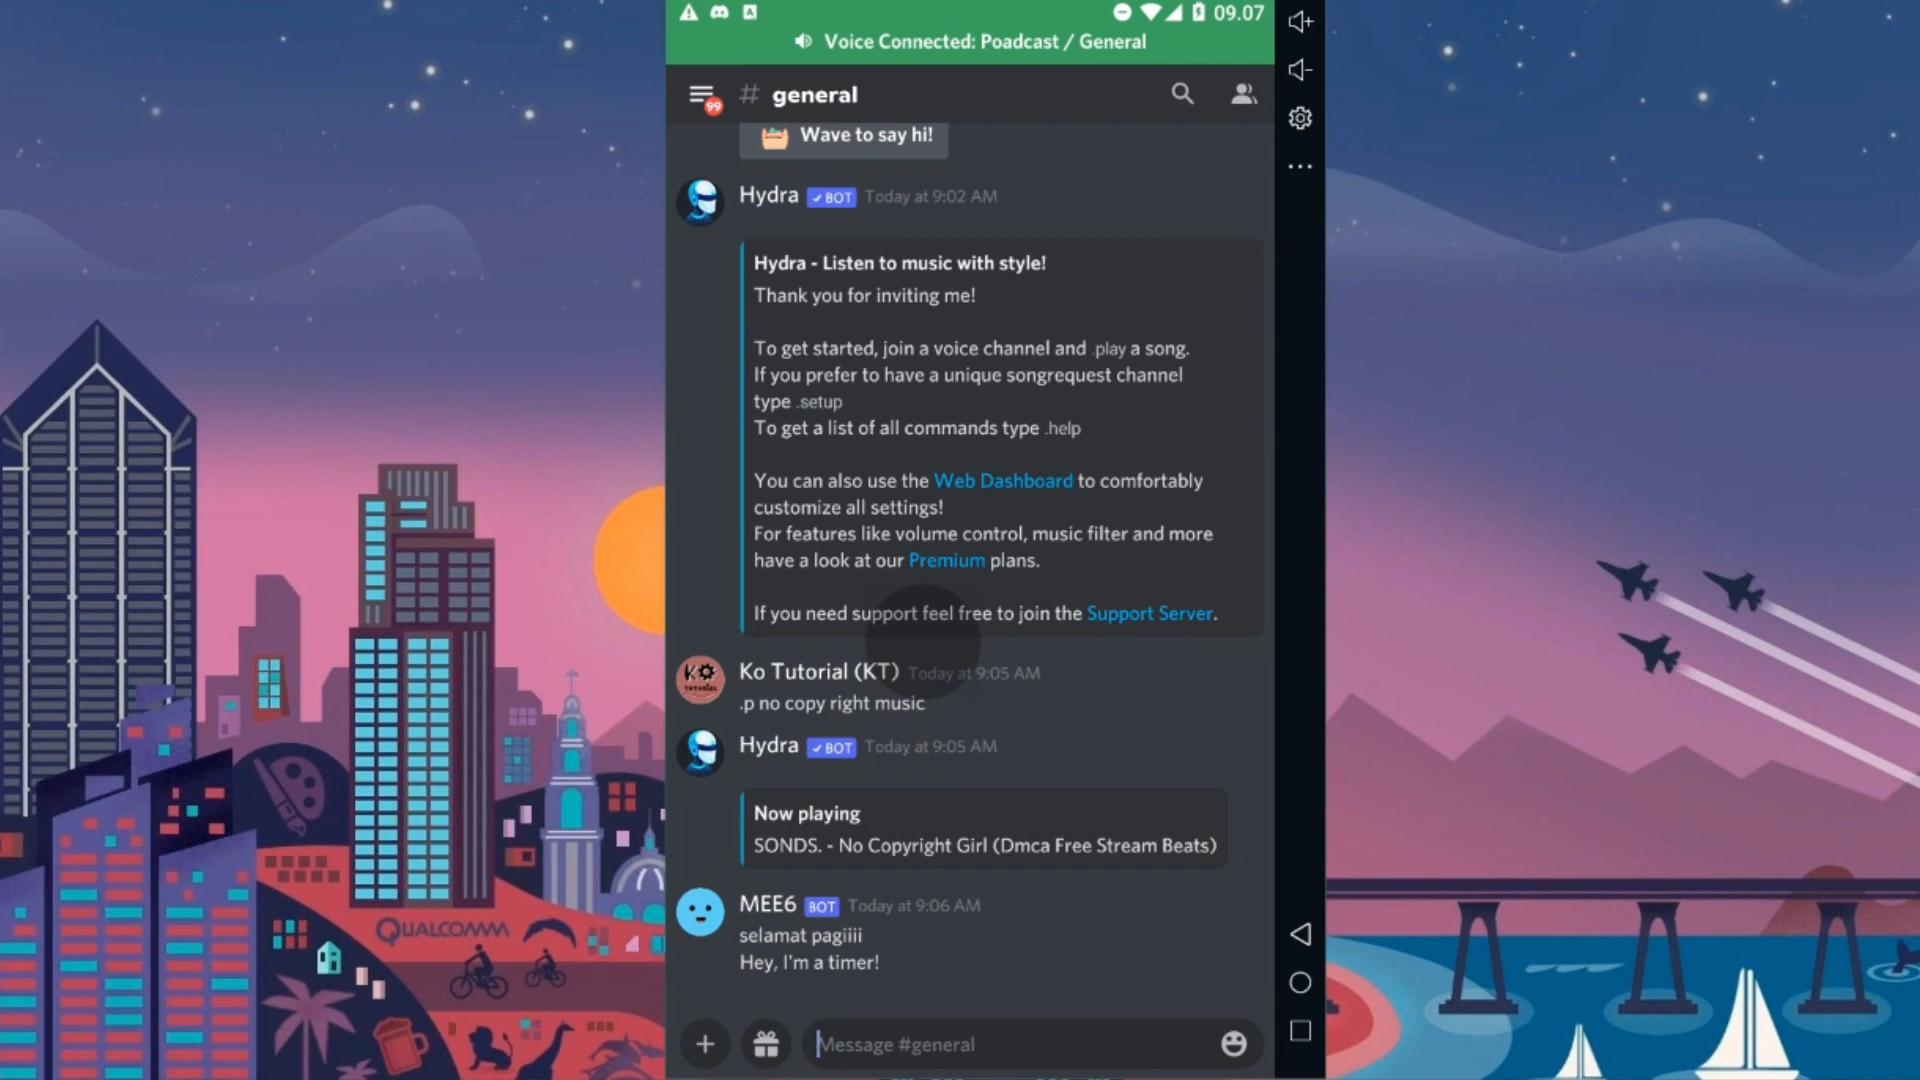 09.07
Voice Connected: Poadcast / General
99
# general
Wave to say hi!
Hydra ✓ BOT Today at 9:02 AM
Hydra - Listen to music with style!
Thank you for inviting me!
To get started, join a voice channel and .play a song.
If you prefer to have a unique songrequest channel
type .setup
To get a list of all commands type .help
You can also use the Web Dashboard to comfortably
customize all settings!
For features like volume control, music filter and more
have a look at our Premium plans.
If you need support feel free to join the Support Server.
KO TUTORIAL
Ko Tutorial (KT) Today at 9:05 AM
.p no copy right music
Hydra ✓ BOT Today at 9:05 AM
Now playing
SONDS. - No Copyright Girl (Dmca Free Stream Beats)
MEE6 BOT Today at 9:06 AM
selamat pagiiii
Hey, I'm a timer!
Message #general
QUALCOMM